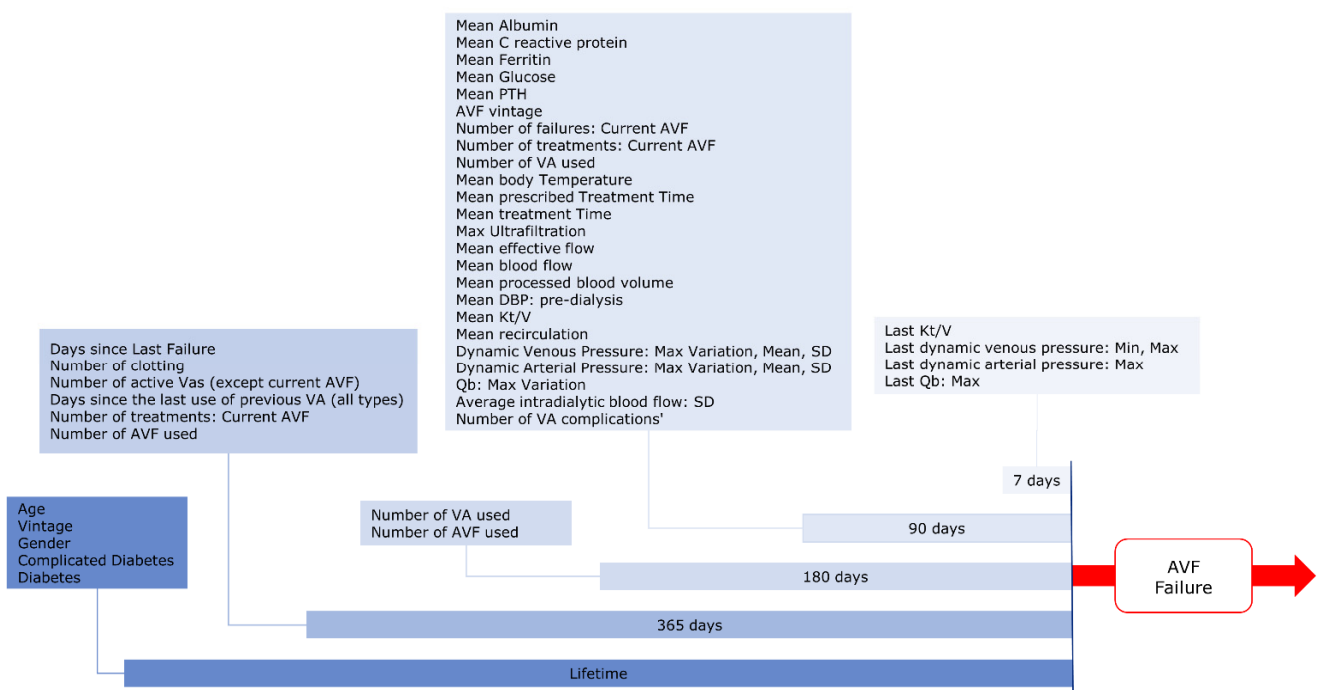 Mean Albumin
Mean C reactive protein
Mean Ferritin
Mean Glucose
Mean PTH
AVF vintage
Number of failures: Current AVF
Number of treatments: Current AVF
Number of VA used
Mean body Temperature
Mean prescribed Treatment Time
Mean treatment Time
Max Ultrafiltration
Mean effective flow
Mean blood flow
Mean processed blood volume
Mean DBP: pre-dialysis
Mean Kt/V
Mean recirculation
Dynamic Venous Pressure: Max Variation, Mean, SD
Dynamic Arterial Pressure: Max Variation, Mean, SD
Qb: Max Variation
Average intradialytic blood flow: SD
Number of VA complications'
Last Kt/V
Last dynamic venous pressure: Min, Max
Last dynamic arterial pressure: Max
Last Qb: Max
Days since Last Failure
Number of clotting
Number of active Vas (except current AVF)
Days since the last use of previous VA (all types)
Number of treatments: Current AVF
Number of AVF used
7 days
Age
Vintage
Gender
Complicated Diabetes
Diabetes
Number of VA used
Number of AVF used
90 days
180 days
AVF
Failure
365 days
Lifetime